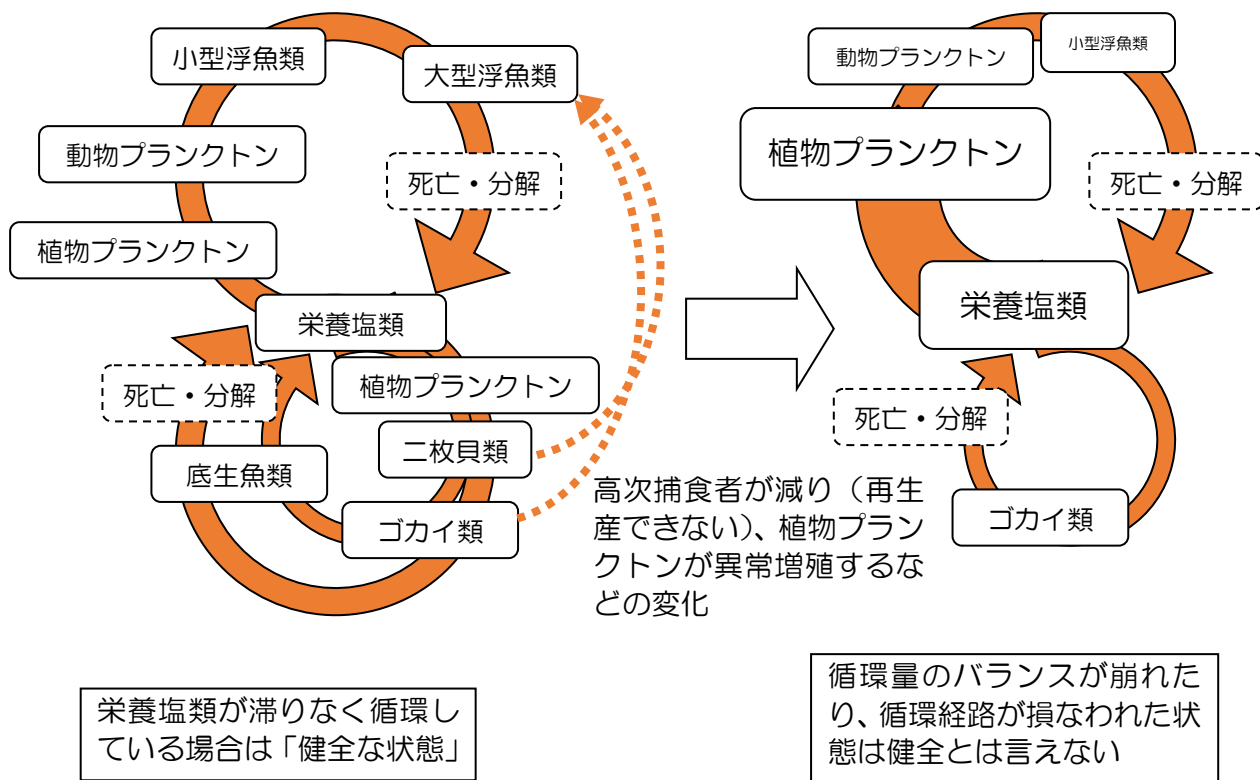 小型浮魚類
大型浮魚類
動物プランクトン
死亡・分解
植物プランクトン
栄養塩類
死亡・分解
植物プランクトン
二枚貝類
底生魚類
ゴカイ類
高次捕食者が減り（再生
産できない）、植物プラン
クトンが異常増殖するな
どの変化
栄養塩類が滞りなく循環し
ている場合は「健全な状態」
小型浮魚類
動物プランクトン
植物プランクトン
死亡・分解
栄養塩類
死亡・分解
ゴカイ類
循環量のバランスが崩れた
り、循環経路が損なわれた状
態は健全とは言えない